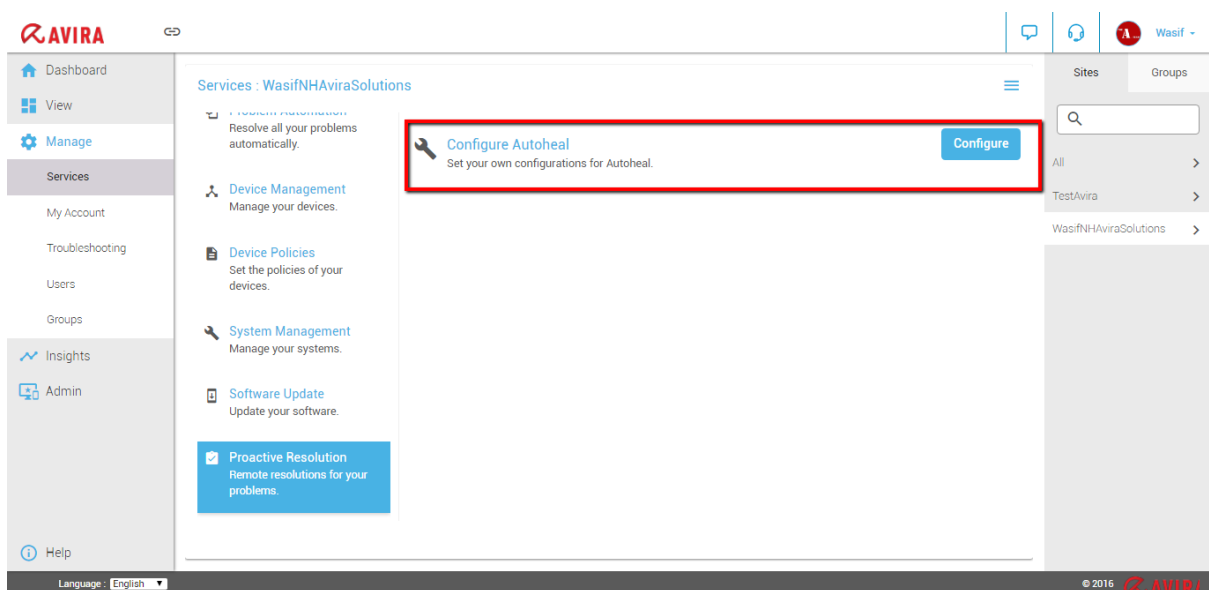 AVIRA
Wasif
Dashboard
View
Manage
Services
My Account
Troubleshooting
Users
Groups
Insights
Admin
Help
Services : WasifNHAviraSolutions
Problem Automation
Resolve all your problems
automatically.
Device Management
Manage your devices.
Device Policies
Set the policies of your
devices.
System Management
Manage your systems.
Software Update
Update your software.
Proactive Resolution
Remote resolutions for your
problems.
Configure Autoheal
Set your own configurations for Autoheal.
Configure
Sites Groups
All
TestAvira
WasifNHAviraSolutions
Language : English
© 2016 AVIRA